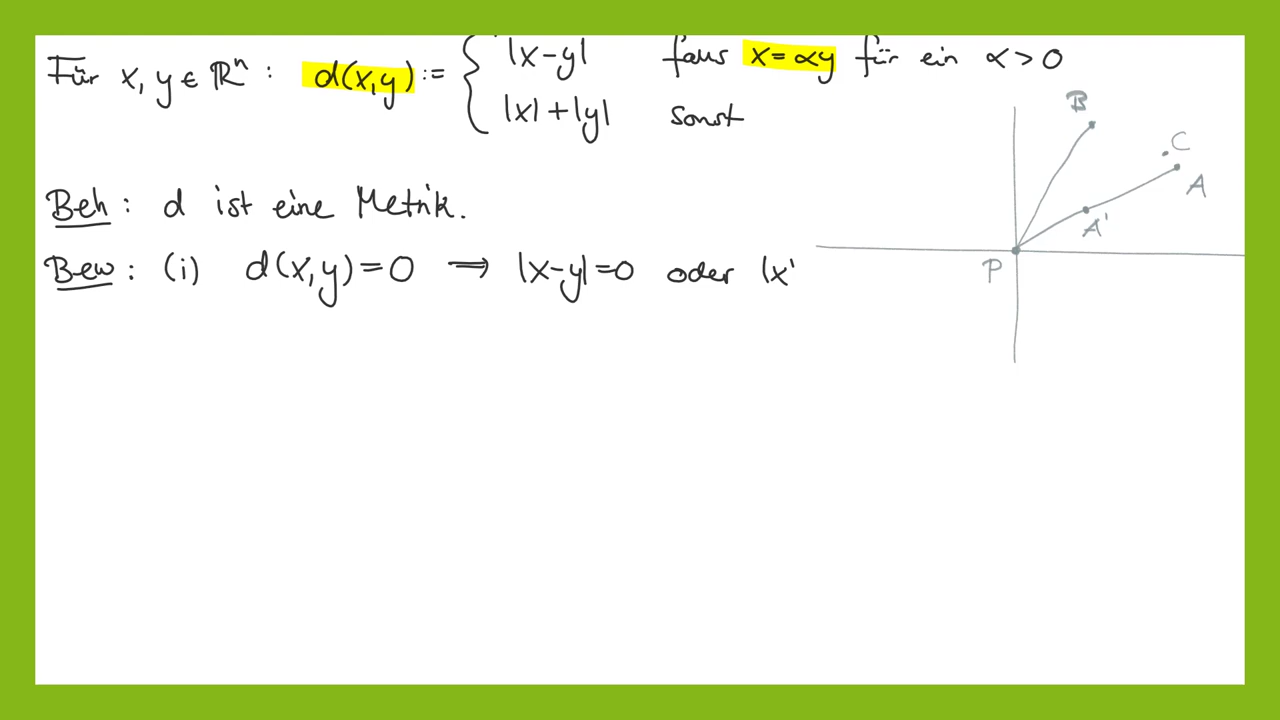 Für x, y ∈ ℝⁿ : d(x,y) := { |x-y| falls x = αy für ein α > 0
|x| + |y| sonst
Beh : d ist eine Metrik.
Bew : (i) d(x,y) = 0 ⟹ |x-y| = 0 oder |x'
B
C
A
A'
P